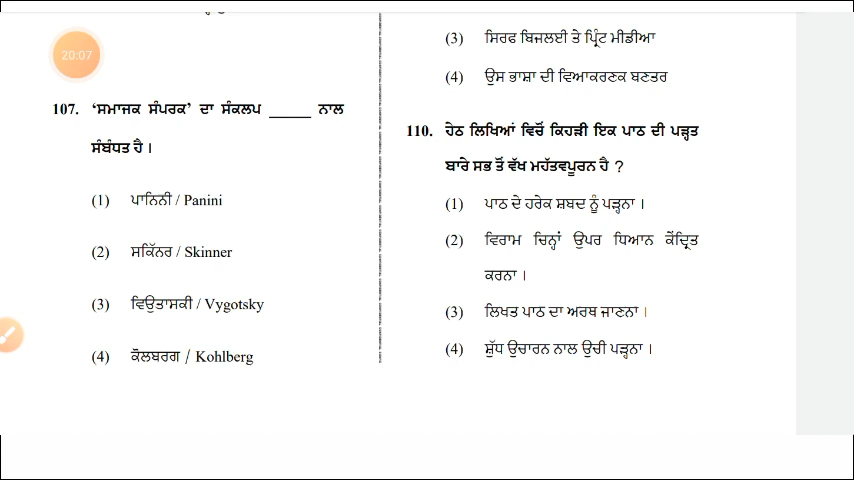 20:07
107. ‘ਸਮਾਜਕ ਸੰਪਰਕ’ ਦਾ ਸੰਕਲਪ ______ ਨਾਲ
ਸੰਬੰਧਤ ਹੈ।
(1) ਪਾਨਿਨੀ / Panini
(2) ਸਕਿੱਨਰ / Skinner
(3) ਵਿਉਤਾਸਕੀ / Vygotsky
(4) ਕੋਲਬਰਗ / Kohlberg
(3) ਸਿਰਫ ਬਿਜਲਈ ਤੇ ਪ੍ਰਿੰਟ ਮੀਡੀਆ
(4) ਉਸ ਭਾਸ਼ਾ ਦੀ ਵਿਆਕਰਣਕ ਬਣਤਰ
110. ਹੇਠ ਲਿਖਿਆਂ ਵਿਚੋਂ ਕਿਹੜੀ ਇਕ ਪਾਠ ਦੀ ਪੜ੍ਹਤ
ਬਾਰੇ ਸਭ ਤੋਂ ਵੱਖ ਮਹੱਤਵਪੂਰਨ ਹੈ ?
(1) ਪਾਠ ਦੇ ਹਰੇਕ ਸ਼ਬਦ ਨੂੰ ਪੜ੍ਹਨਾ ।
(2) ਵਿਰਾਮ ਚਿਨ੍ਹਾਂ ਉਪਰ ਧਿਆਨ ਕੇਂਦ੍ਰਿਤ
ਕਰਨਾ ।
(3) ਲਿਖਤ ਪਾਠ ਦਾ ਅਰਥ ਜਾਣਨਾ ।
(4) ਸ਼ੁੱਧ ਉਚਾਰਨ ਨਾਲ ਉਚੀ ਪੜ੍ਹਨਾ ।